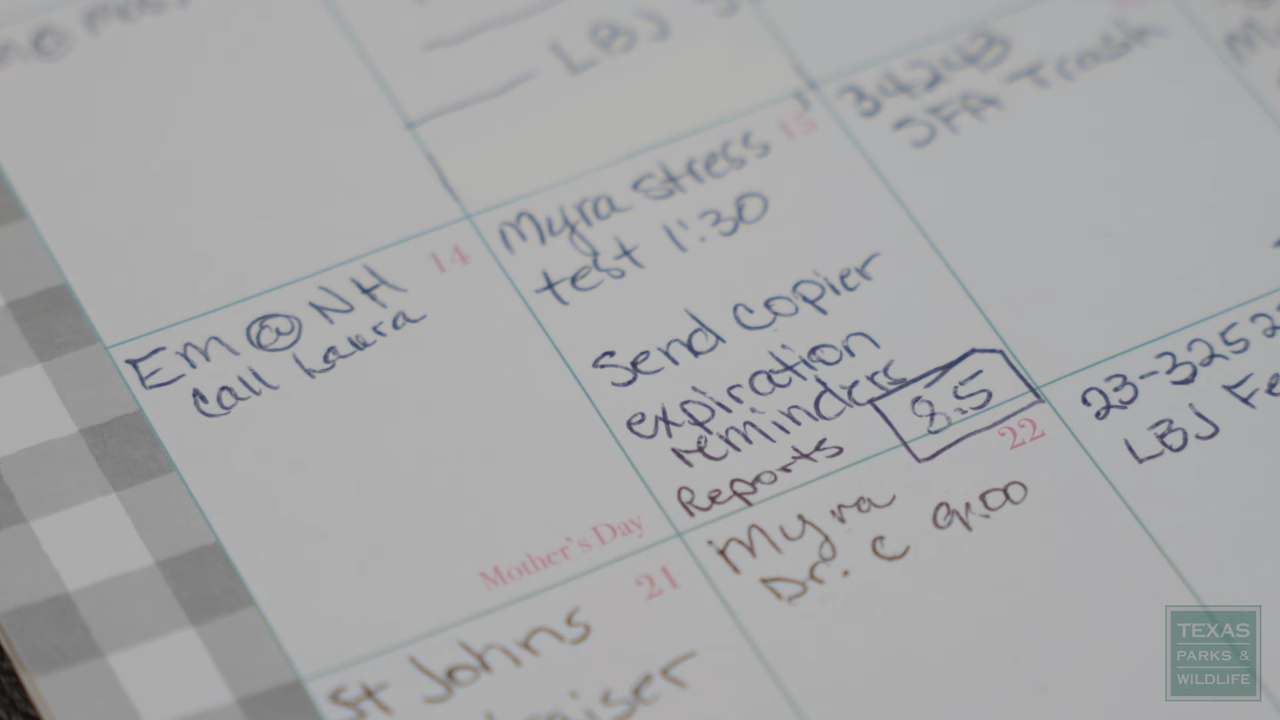 LBJ
34243
JFA Trash
14
Em @ NH
call Laura
Mother's Day
15
Myra stress
test 1:30
Send copier
expiration
reminders
Reports
8.5
23-3252
LBJ
21
St Johns
22
Myra
Dr. C 9:00
TEXAS
PARKS &
WILDLIFE